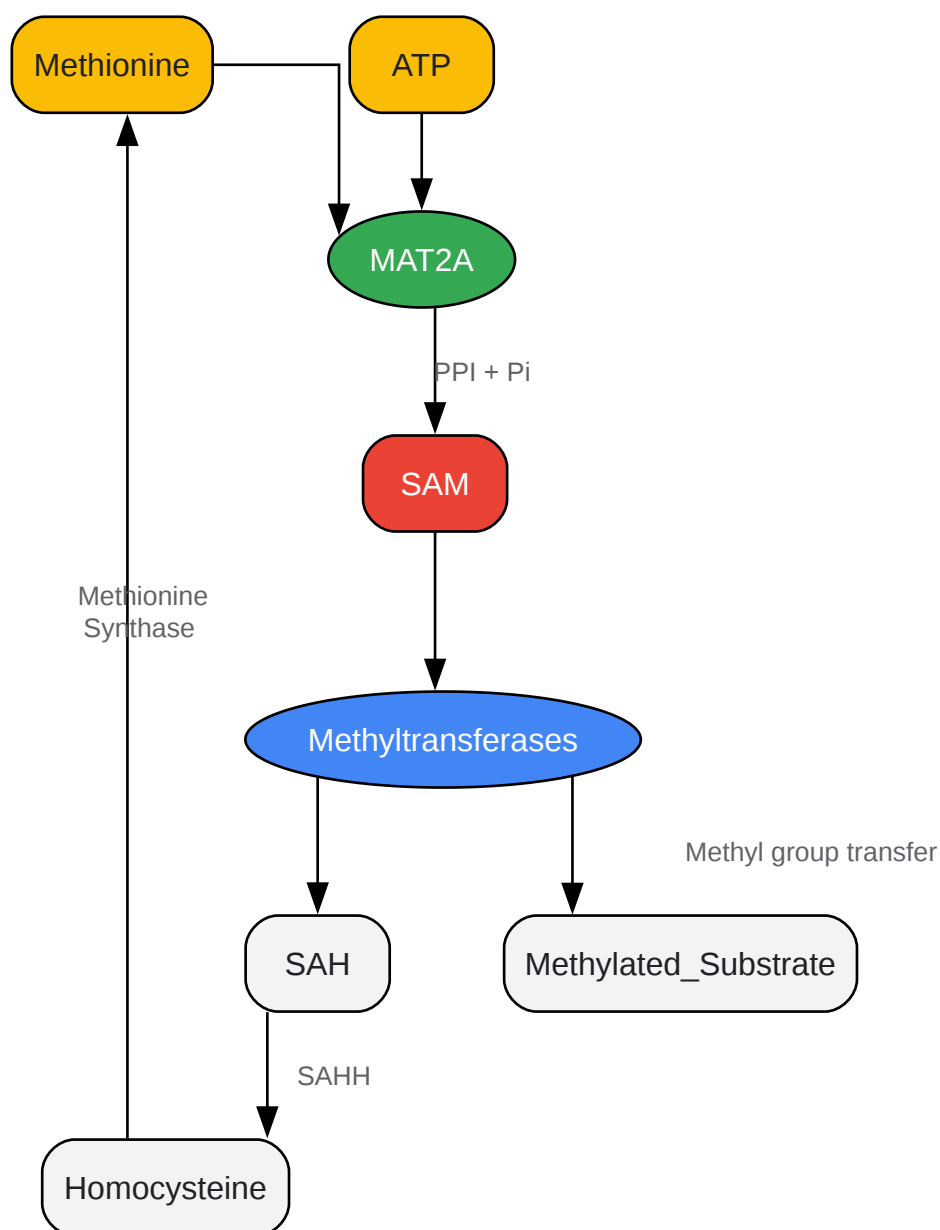 Methionine
ATP
MAT2A
PPI + Pi
SAM
Methionine
Synthase
Methyltransferases
Methyl group transfer
SAH
Methylated_Substrate
SAHH
Homocysteine